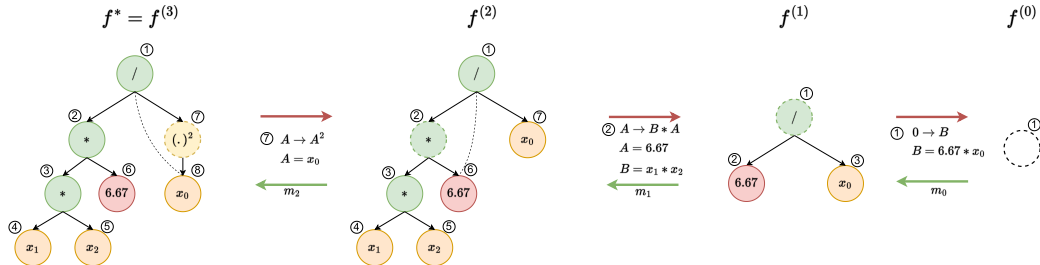 f* = f^(3)
①
/
②
*
⑦
(.)²
③
*
⑥
6.67
⑧
x₀
④
x₁
⑤
x₂
⑦ A → A²
A = x₀
m₂
f^(2)
①
/
②
*
⑦
x₀
③
*
⑥
6.67
④
x₁
⑤
x₂
② A → B * A
A = 6.67
B = x₁ * x₂
m₁
f^(1)
①
/
②
6.67
③
x₀
① 0 → B
B = 6.67 * x₀
m₀
f^(0)
①